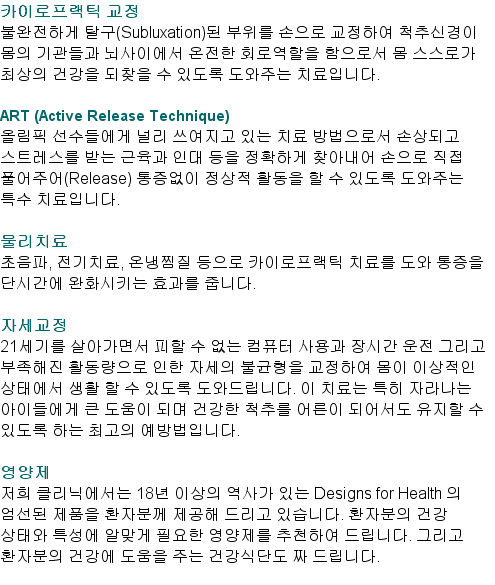 카이로프랙틱 교정
불완전하게 탈구(Subluxation)된 부위를 손으로 교정하여 척추신경이
몸의 기관들과 뇌사이에서 온전한 회로역할을 함으로서 몸 스스로가
최상의 건강을 되찾을 수 있도록 도와주는 치료입니다.
ART (Active Release Technique)
올림픽 선수들에게 널리 쓰여지고 있는 치료 방법으로서 손상되고
스트레스를 받는 근육과 인대 등을 정확하게 찾아내어 손으로 직접
풀어주어(Release) 통증없이 정상적 활동을 할 수 있도록 도와주는
특수 치료입니다.
물리치료
초음파, 전기치료, 온냉찜질 등으로 카이로프랙틱 치료를 도와 통증을
단시간에 완화시키는 효과를 줍니다.
자세교정
21세기를 살아가면서 피할 수 없는 컴퓨터 사용과 장시간 운전 그리고
부족해진 활동량으로 인한 자세의 불균형을 교정하여 몸이 이상적인
상태에서 생활 할 수 있도록 도와드립니다. 이 치료는 특히 자라나는
아이들에게 큰 도움이 되며 건강한 척추를 어른이 되어서도 유지할 수
있도록 하는 최고의 예방법입니다.
영양제
저희 클리닉에서는 18년 이상의 역사가 있는 Designs for Health 의
엄선된 제품을 환자분께 제공해 드리고 있습니다. 환자분의 건강
상태와 특성에 알맞게 필요한 영양제를 추천하여 드립니다. 그리고
환자분의 건강에 도움을 주는 건강식단도 짜 드립니다.